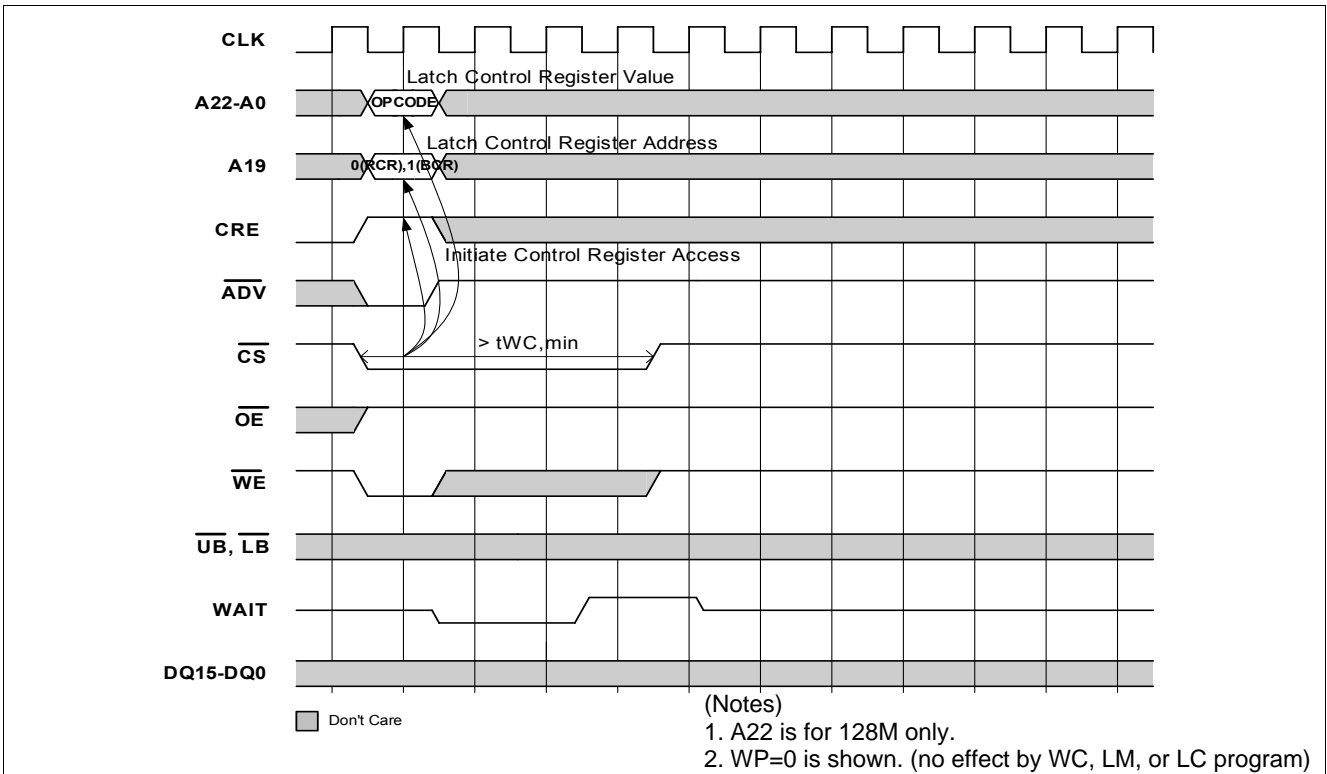 CLK
Latch Control Register Value
A22-A0
OPCODE
Latch Control Register Address
A19
0(RCR),1(BCR)
CRE
Initiate Control Register Access
ADV
> tWC,min
CS
OE
WE
UB, LB
WAIT
DQ15-DQ0
Don't Care
(Notes)
1. A22 is for 128M only.
2. WP=0 is shown. (no effect by WC, LM, or LC program)